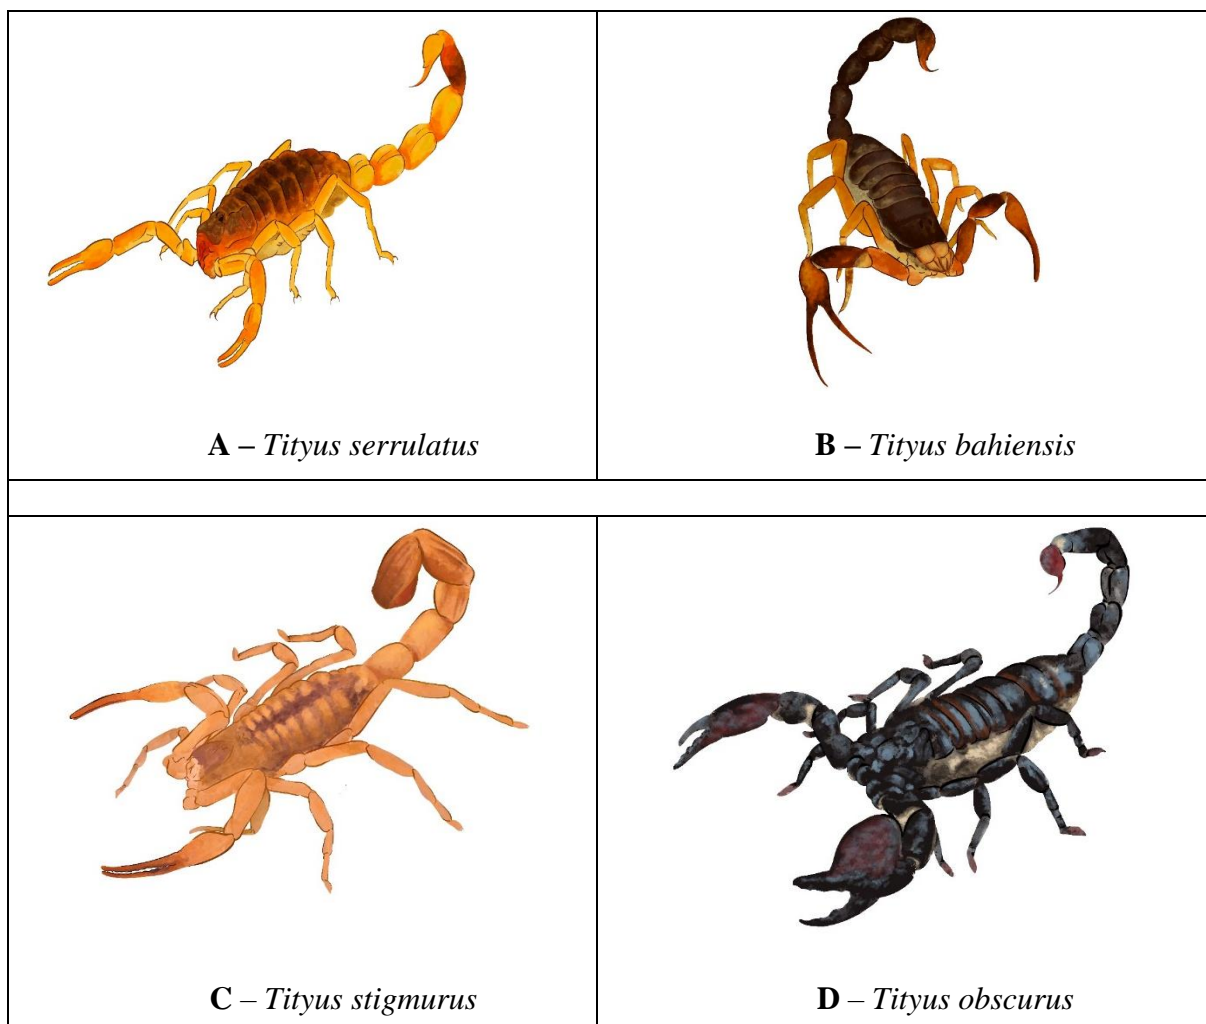 A – Tityus serrulatus
B – Tityus bahiensis
C – Tityus stigmurus
D – Tityus obscurus